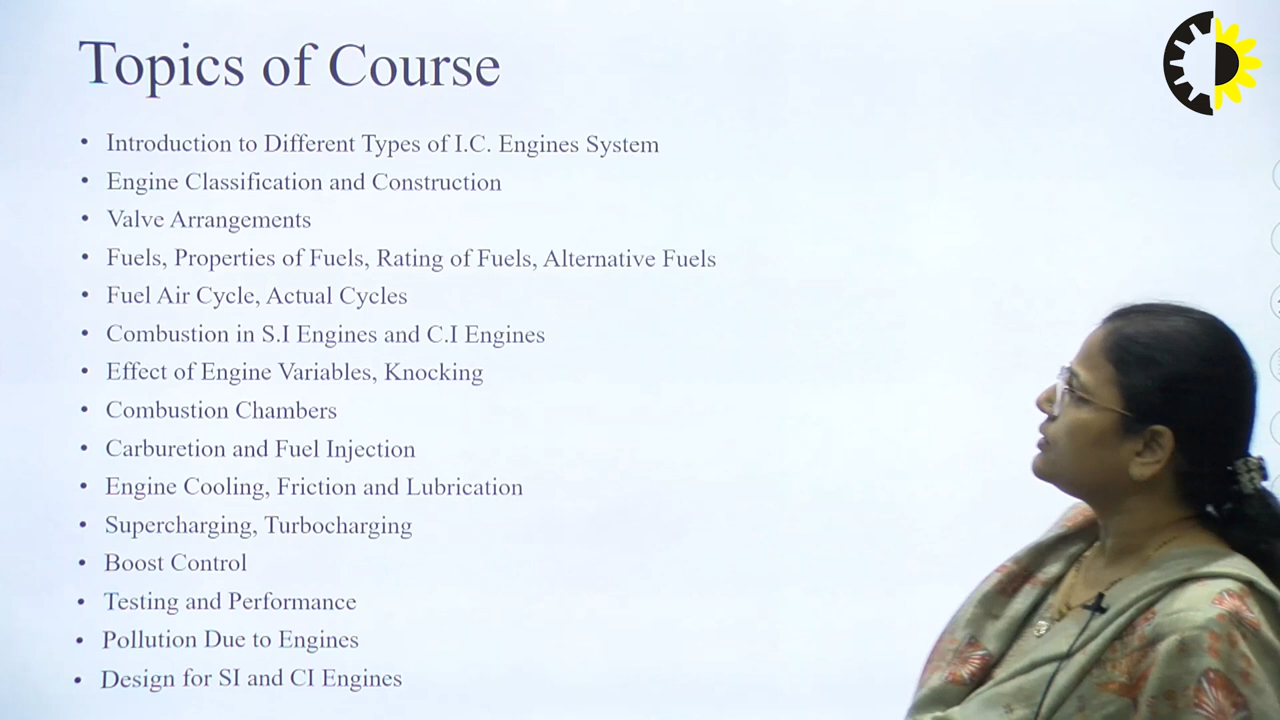 Topics of Course
• Introduction to Different Types of I.C. Engines System
• Engine Classification and Construction
• Valve Arrangements
• Fuels, Properties of Fuels, Rating of Fuels, Alternative Fuels
• Fuel Air Cycle, Actual Cycles
• Combustion in S.I Engines and C.I Engines
• Effect of Engine Variables, Knocking
• Combustion Chambers
• Carburetion and Fuel Injection
• Engine Cooling, Friction and Lubrication
• Supercharging, Turbocharging
• Boost Control
• Testing and Performance
• Pollution Due to Engines
• Design for SI and CI Engines